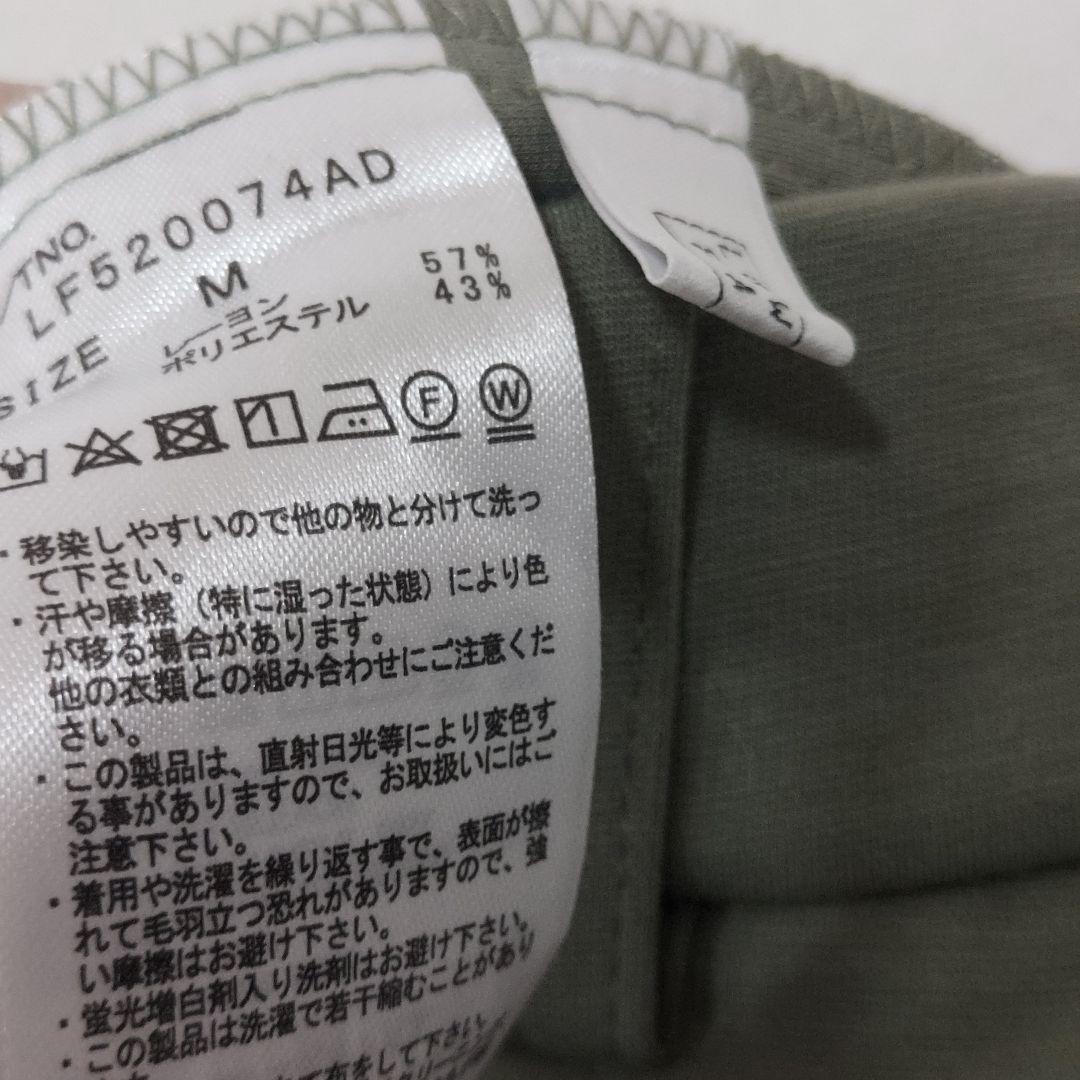 TNO.
LF520074AD
SIZE M
レーヨン 57%
ポリエステル 43%
F W
・移染しやすいので他の物と分けて洗っ
て下さい。
・汗や摩擦（特に湿った状態）により色
が移る場合があります。
他の衣類との組み合わせにご注意くだ
さい。
・この製品は、直射日光等により変色す
る事がありますので、お取扱いにはご
注意下さい。
・着用や洗濯を繰り返す事で、表面が擦
れて毛羽立つ恐れがありますので、強
い摩擦はお避け下さい。
・蛍光増白剤入り洗剤はお避け下さい。
・この製品は洗濯で若干縮むことがあり
て布をして下さい